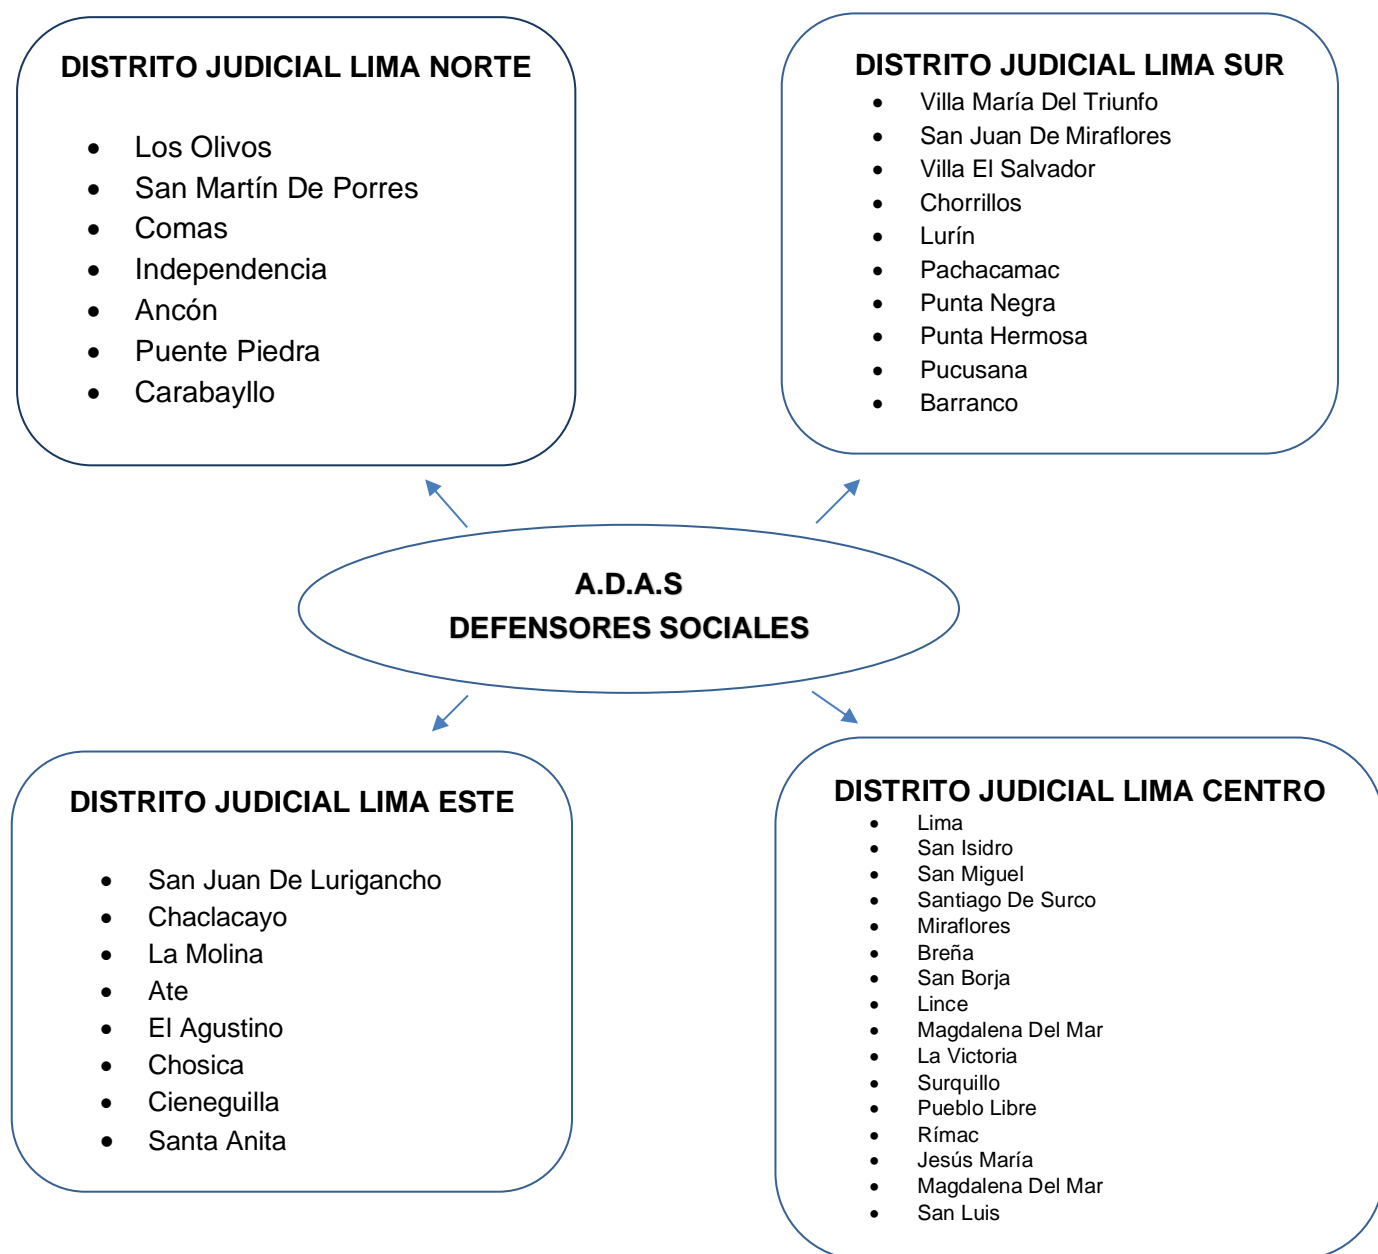 DISTRITO JUDICIAL LIMA NORTE
• Los Olivos
• San Martín De Porres
• Comas
• Independencia
• Ancón
• Puente Piedra
• Carabayllo
DISTRITO JUDICIAL LIMA SUR
• Villa María Del Triunfo
• San Juan De Miraflores
• Villa El Salvador
• Chorrillos
• Lurín
• Pachacamac
• Punta Negra
• Punta Hermosa
• Pucusana
• Barranco
A.D.A.S
DEFENSORES SOCIALES
DISTRITO JUDICIAL LIMA ESTE
• San Juan De Lurigancho
• Chaclacayo
• La Molina
• Ate
• El Agustino
• Chosica
• Cieneguilla
• Santa Anita
DISTRITO JUDICIAL LIMA CENTRO
• Lima
• San Isidro
• San Miguel
• Santiago De Surco
• Miraflores
• Breña
• San Borja
• Lince
• Magdalena Del Mar
• La Victoria
• Surquillo
• Pueblo Libre
• Rímac
• Jesús María
• Magdalena Del Mar
• San Luis